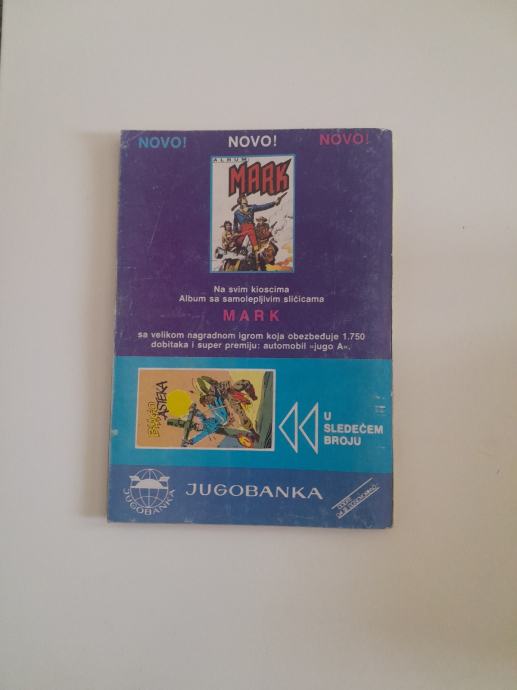 NOVO! NOVO! NOVO!
ALBUM
MARK
Na svim kioscima
Album sa samolepljivim sličicama
MARK
sa velikom nagradnom igrom koja obezbeđuje 1.750
dobitaka i super premiju: automobil »jugo A«.
BLAGO
ASTEKA
U
SLEDEĆEM
BROJU
JUGOBANKA
JUGOBANKA